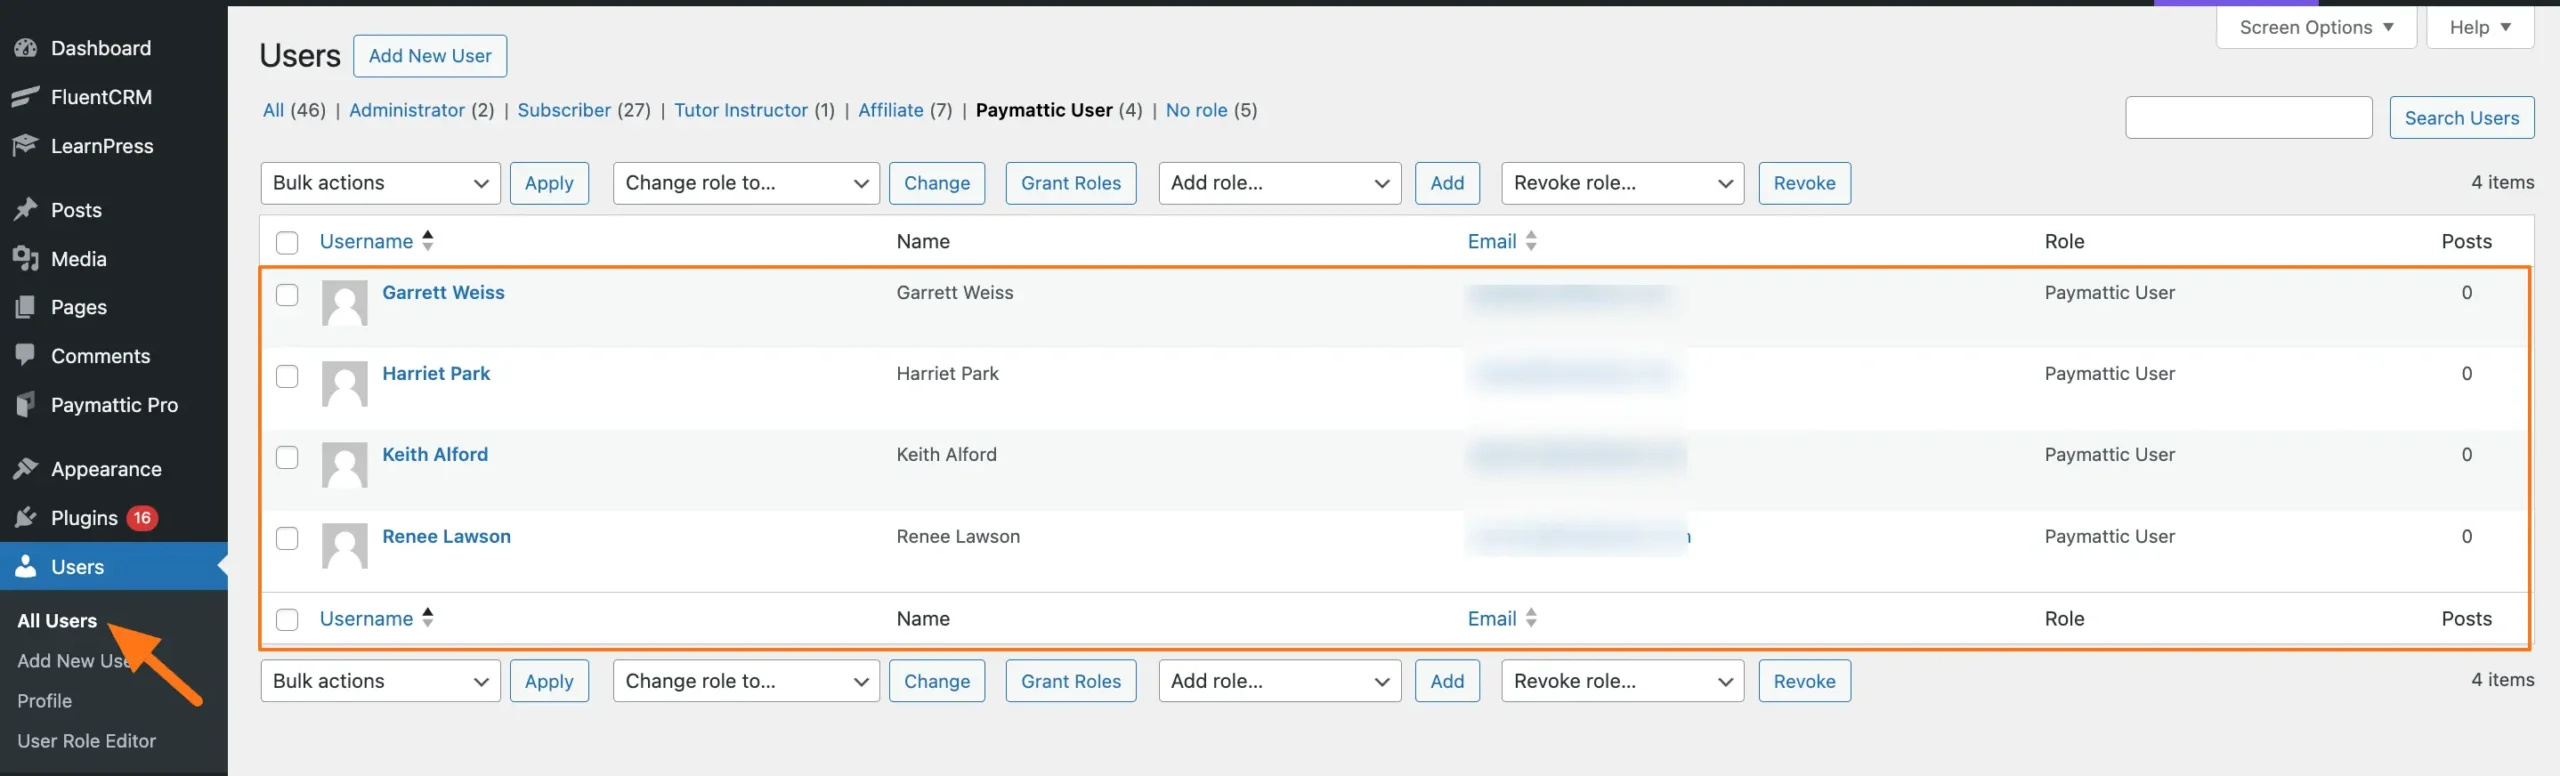 Dashboard
FluentCRM
LearnPress
Posts
Media
Pages
Comments
Paymattic Pro
Appearance
Plugins 16
Users
All Users
Add New
Profile
User Role Editor
Screen Options Help
Users Add New User
All (46) | Administrator (2) | Subscriber (27) | Tutor Instructor (1) | Affiliate (7) | Paymattic User (4) | No role (5)
Search Users
Bulk actions Apply Change role to... Change Grant Roles Add role... Add Revoke role... Revoke 4 items
Username Name Email Role Posts
Garrett Weiss Garrett Weiss Paymattic User 0
Harriet Park Harriet Park Paymattic User 0
Keith Alford Keith Alford Paymattic User 0
Renee Lawson Renee Lawson Paymattic User 0
Username Name Email Role Posts
Bulk actions Apply Change role to... Change Grant Roles Add role... Add Revoke role... Revoke 4 items